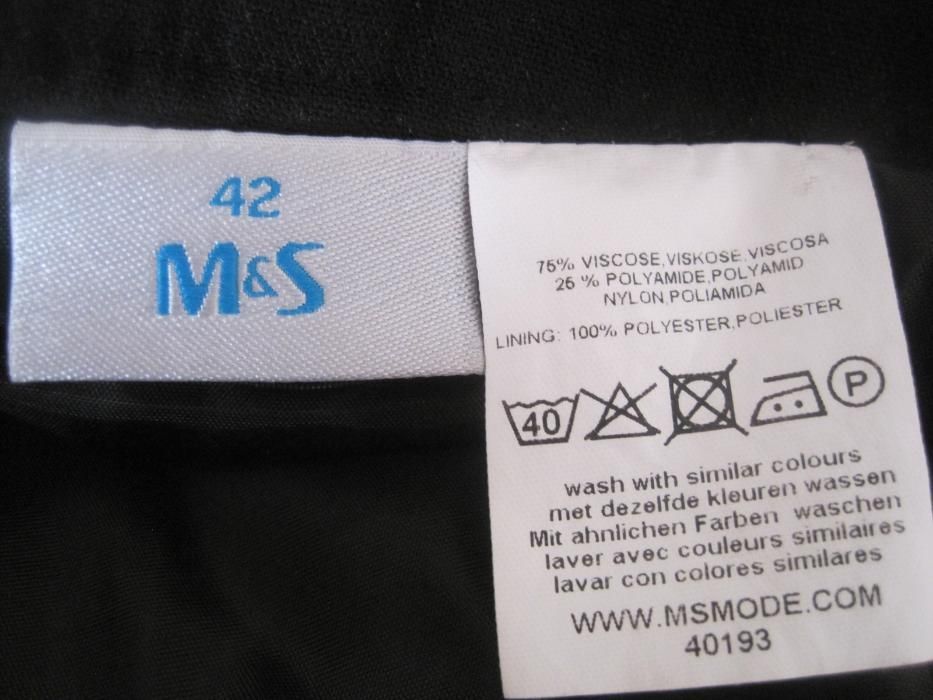 42
M&S
75% VISCOSE,VISKOSE,VISCOSA
25 % POLYAMIDE,POLYAMID
NYLON,POLIAMIDA
LINING: 100% POLYESTER,POLIESTER
40
P
wash with similar colours
met dezelfde kleuren wassen
Mit ahnlichen Farben waschen
laver avec couleurs similaires
lavar con colores similares
WWW.MSMODE.COM
40193